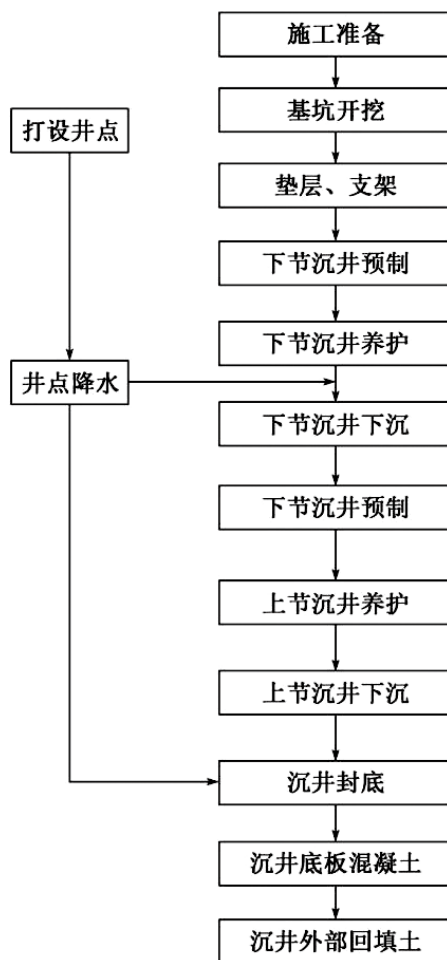 施工准备
基坑开挖
打设井点
垫层、支架
下节沉井预制
下节沉井养护
井点降水
下节沉井下沉
下节沉井预制
上节沉井养护
上节沉井下沉
沉井封底
沉井底板混凝土
沉井外部回填土